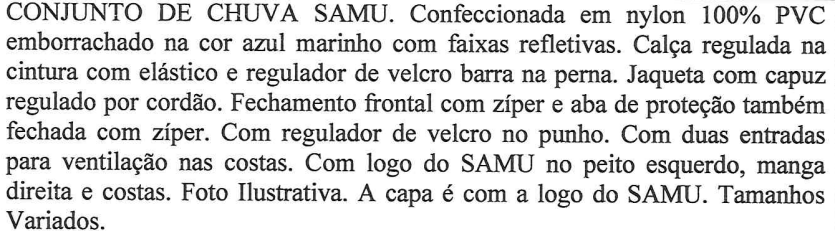 CONJUNTO DE CHUVA SAMU. Confeccionada em nylon 100% PVC
emborrachado na cor azul marinho com faixas refletivas. Calça regulada na
cintura com elástico e regulador de velcro barra na perna. Jaqueta com capuz
regulado por cordão. Fechamento frontal com zíper e aba de proteção também
fechada com zíper. Com regulador de velcro no punho. Com duas entradas
para ventilação nas costas. Com logo do SAMU no peito esquerdo, manga
direita e costas. Foto Ilustrativa. A capa é com a logo do SAMU. Tamanhos
Variados.